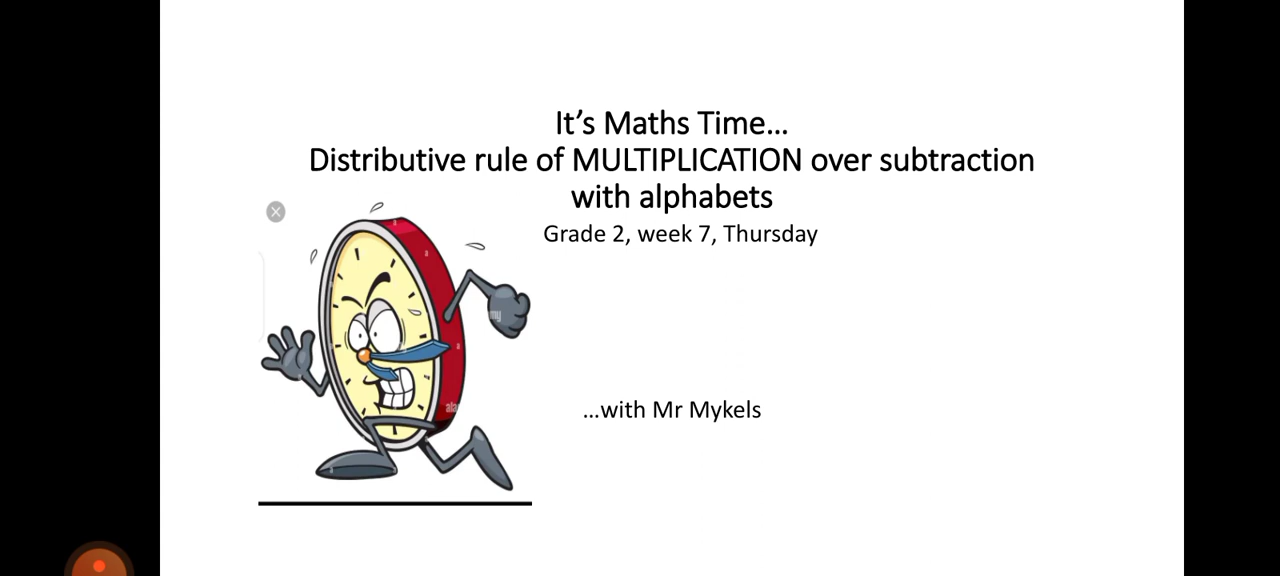 It's Maths Time...
Distributive rule of MULTIPLICATION over subtraction
with alphabets
Grade 2, week 7, Thursday
...with Mr Mykels